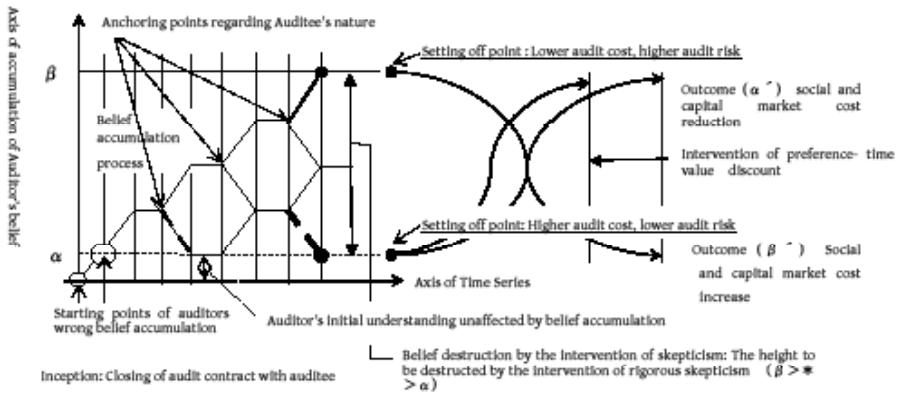 Axis of accumulation of Auditor's belief
Anchoring points regarding Auditee's nature
β
Belief
accumulation
process
α
Setting off point : Lower audit cost, higher audit risk
Outcome (α ´) social and
capital market cost
reduction
Intervention of preference- time
value discount
Setting off point: Higher audit cost, lower audit risk
Outcome ( β ´) Social
and capital market cost
increase
Axis of Time Series
Starting points of auditors
wrong belief accumulation
Auditor's initial understanding unaffected by belief accumulation
Inception: Closing of audit contract with auditee
Belief destruction by the intervention of skepticism: The height to
be destructed by the intervention of rigorous skepticism (β > *
> α)